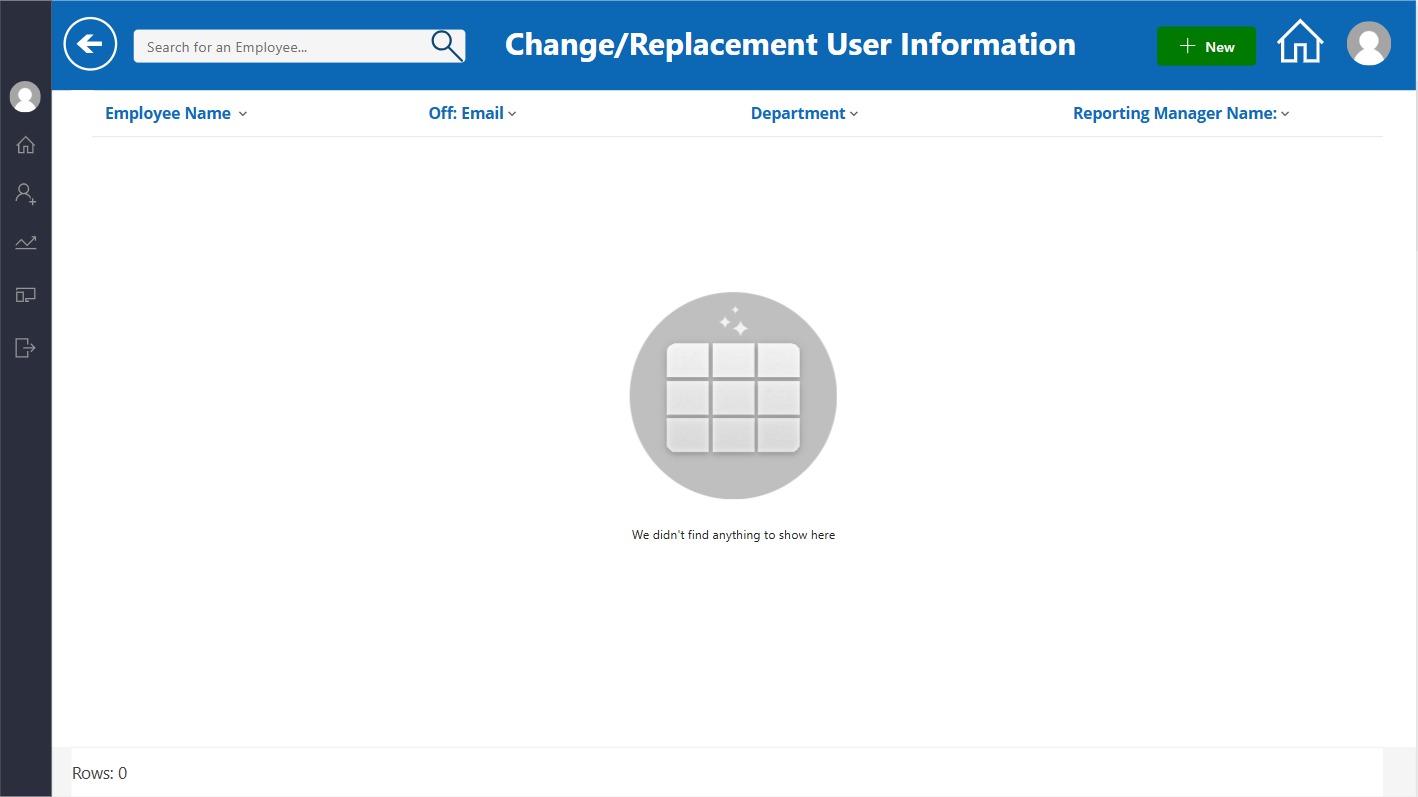 Search for an Employee...
Change/Replacement User Information
New
Employee Name
Off: Email
Department
Reporting Manager Name:
We didn't find anything to show here
Rows: 0